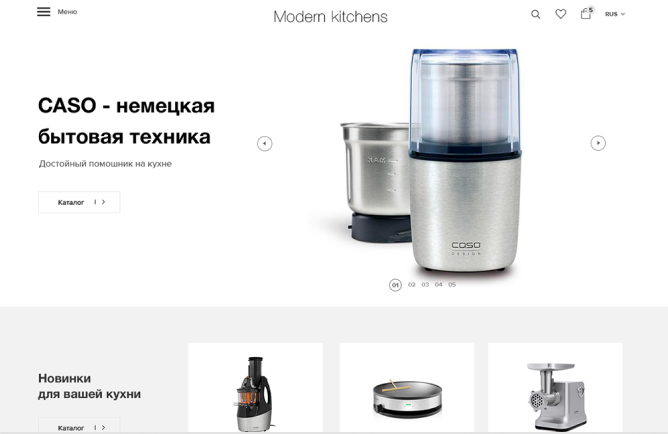 Меню
Modern kitchens
5
RUS
CASO - немецкая
бытовая техника
Достойный помошник на кухне
Каталог
MAX
CASO
DESIGN
01 02 03 04 05
Новинки
для вашей кухни
Каталог